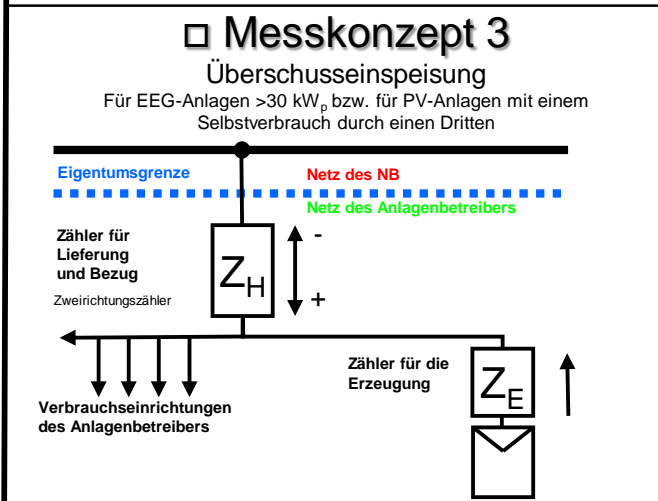 □ Messkonzept 3
Überschusseinspeisung
Für EEG-Anlagen >30 kWp bzw. für PV-Anlagen mit einem
Selbstverbrauch durch einen Dritten
Eigentumsgrenze
Netz des NB
Netz des Anlagenbetreibers
Zähler für
Lieferung
und Bezug
Zweirichtungszähler
ZH
-
+
Zähler für die
Erzeugung
ZE
Verbrauchseinrichtungen
des Anlagenbetreibers